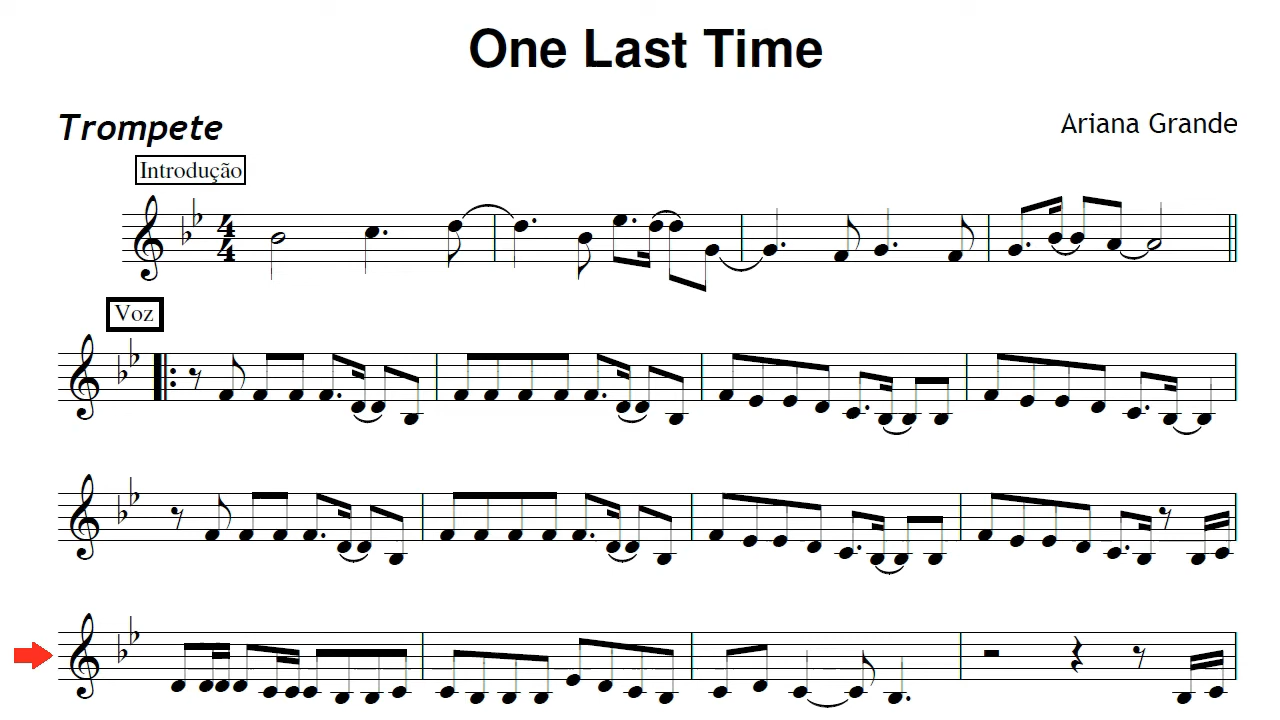 One Last Time
Trompete
Ariana Grande
Introdução
4
4
Voz